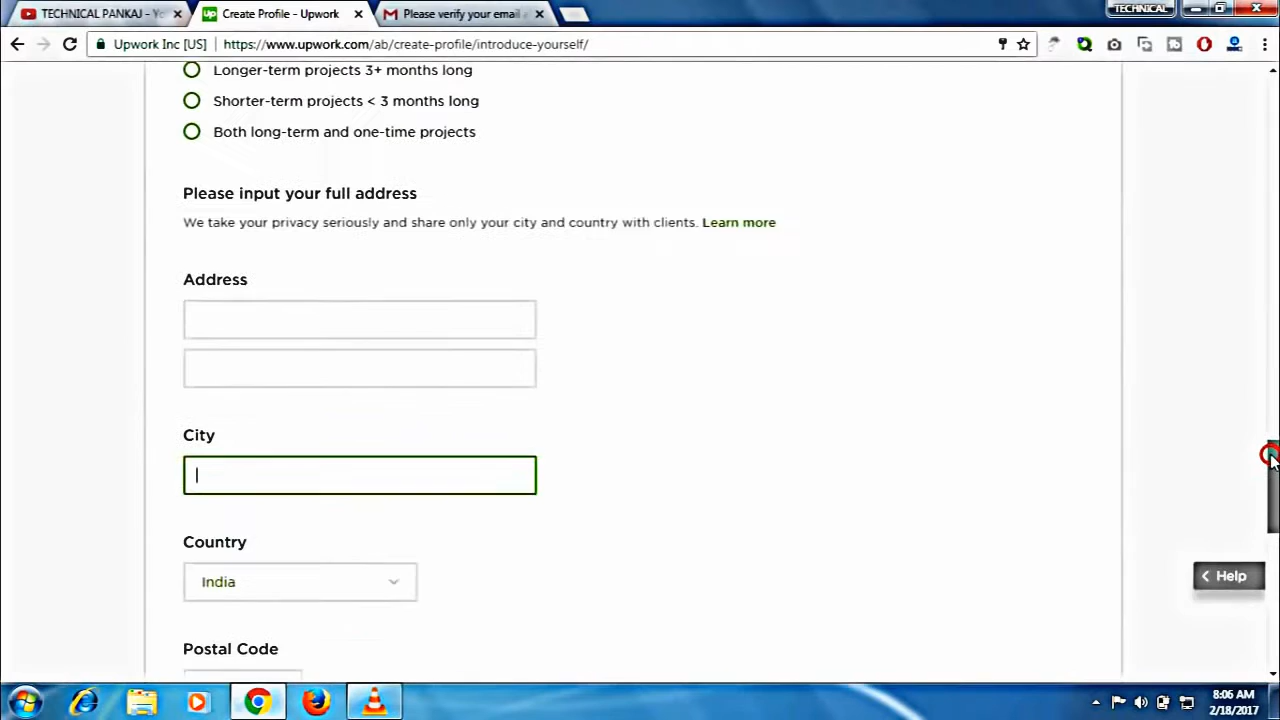 TECHNICAL PANKAJ - Yo
Create Profile - Upwork
Please verify your email
TECHNICAL
Upwork Inc [US]
https://www.upwork.com/ab/create-profile/introduce-yourself/
Longer-term projects 3+ months long
Shorter-term projects < 3 months long
Both long-term and one-time projects
Please input your full address
We take your privacy seriously and share only your city and country with clients. Learn more
Address
City
Country
India
Help
Postal Code
8:06 AM
2/18/2017